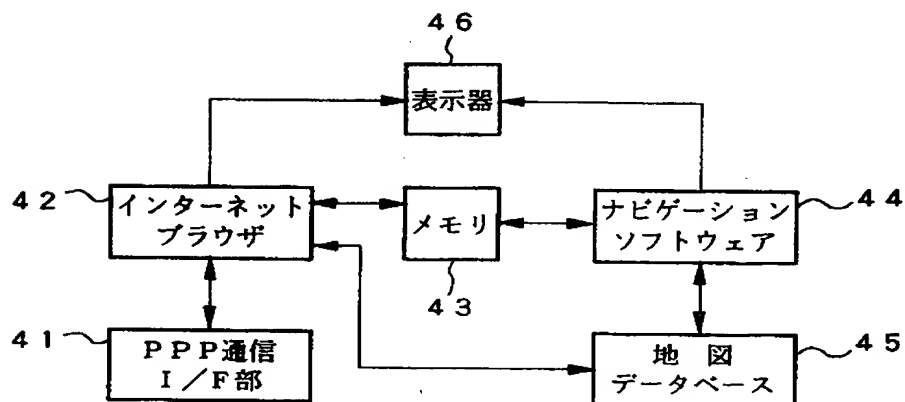 ４６
表示器
４２
インターネット
ブラウザ
メモリ
４３
ナビゲーション
ソフトウェア
４４
４１
ＰＰＰ通信
Ｉ／Ｆ部
地　図
データベース
４５